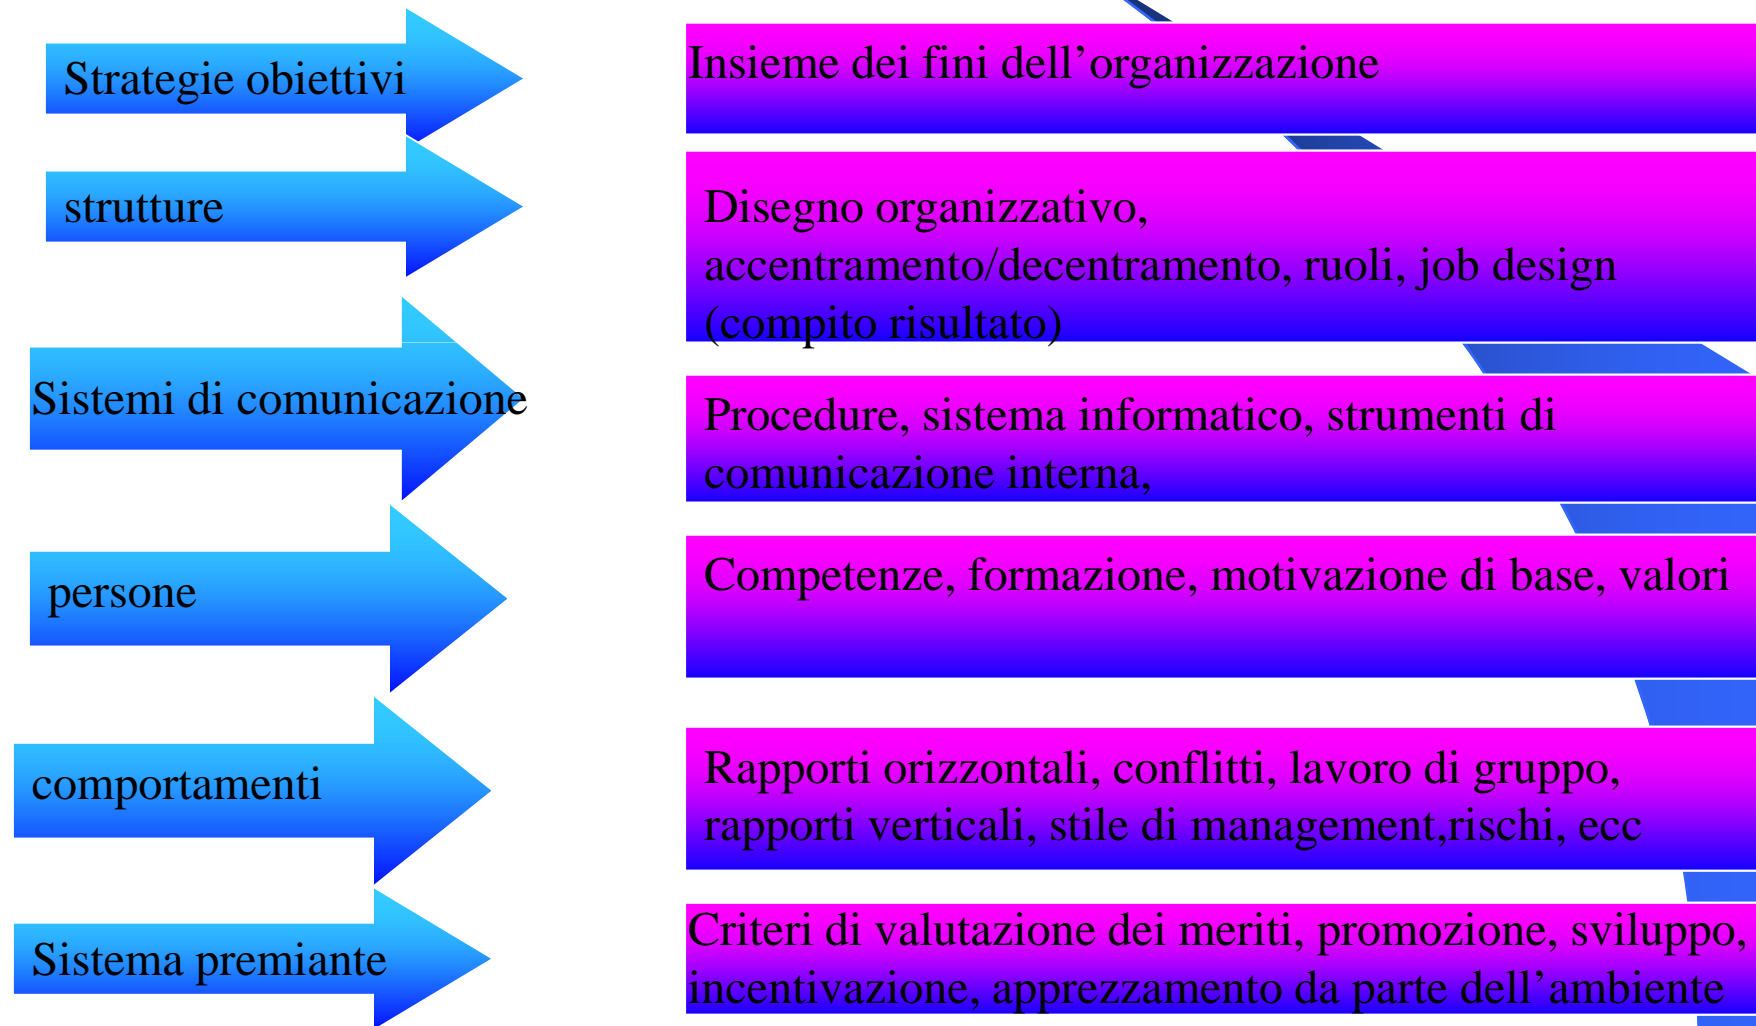 Strategie obiettivi
Insieme dei fini dell’organizzazione
strutture
Disegno organizzativo,
accentramento/decentramento, ruoli, job design
(compito risultato)
Sistemi di comunicazione
Procedure, sistema informatico, strumenti di
comunicazione interna,
persone
Competenze, formazione, motivazione di base, valori
comportamenti
Rapporti orizzontali, conflitti, lavoro di gruppo,
rapporti verticali, stile di management,rischi, ecc
Sistema premiante
Criteri di valutazione dei meriti, promozione, sviluppo,
incentivazione, apprezzamento da parte dell’ambiente